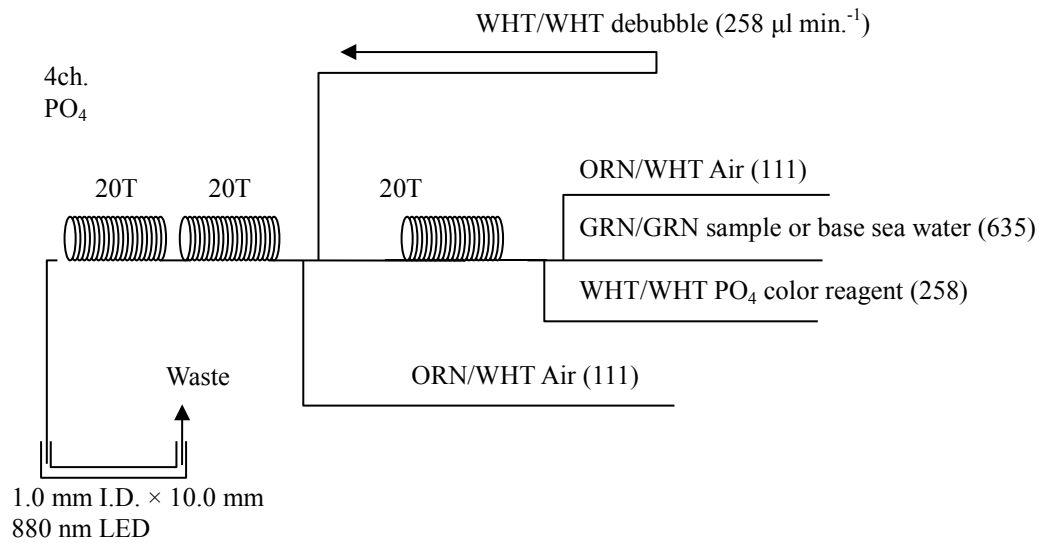 WHT/WHT debubble (258 μl min.⁻¹)
4ch.
PO₄
ORN/WHT Air (111)
20T
20T
20T
GRN/GRN sample or base sea water (635)
WHT/WHT PO₄ color reagent (258)
Waste
ORN/WHT Air (111)
1.0 mm I.D. × 10.0 mm
880 nm LED